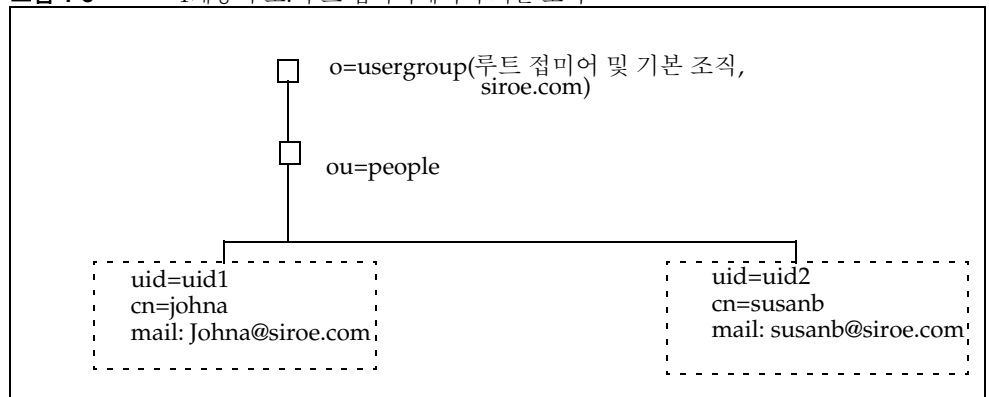 o=usergroup(루트 접미어 및 기본 조직,
siroe.com)
ou=people
uid=uid1
cn=johna
mail: Johna@siroe.com
uid=uid2
cn=susanb
mail: susanb@siroe.com